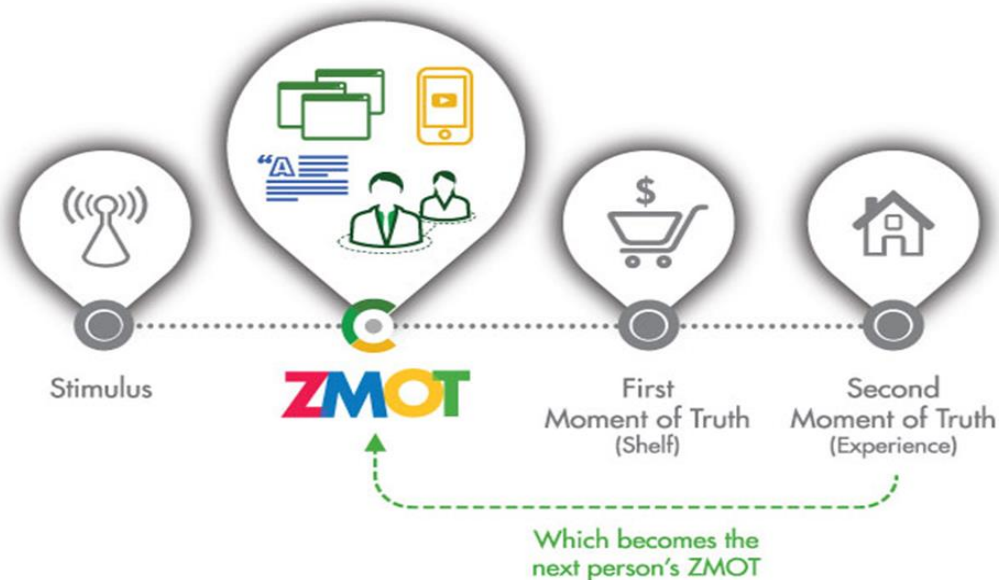 $
“A
Stimulus
ZMOT
First
Moment of Truth
(Shelf)
Second
Moment of Truth
(Experience)
Which becomes the
next person's ZMOT